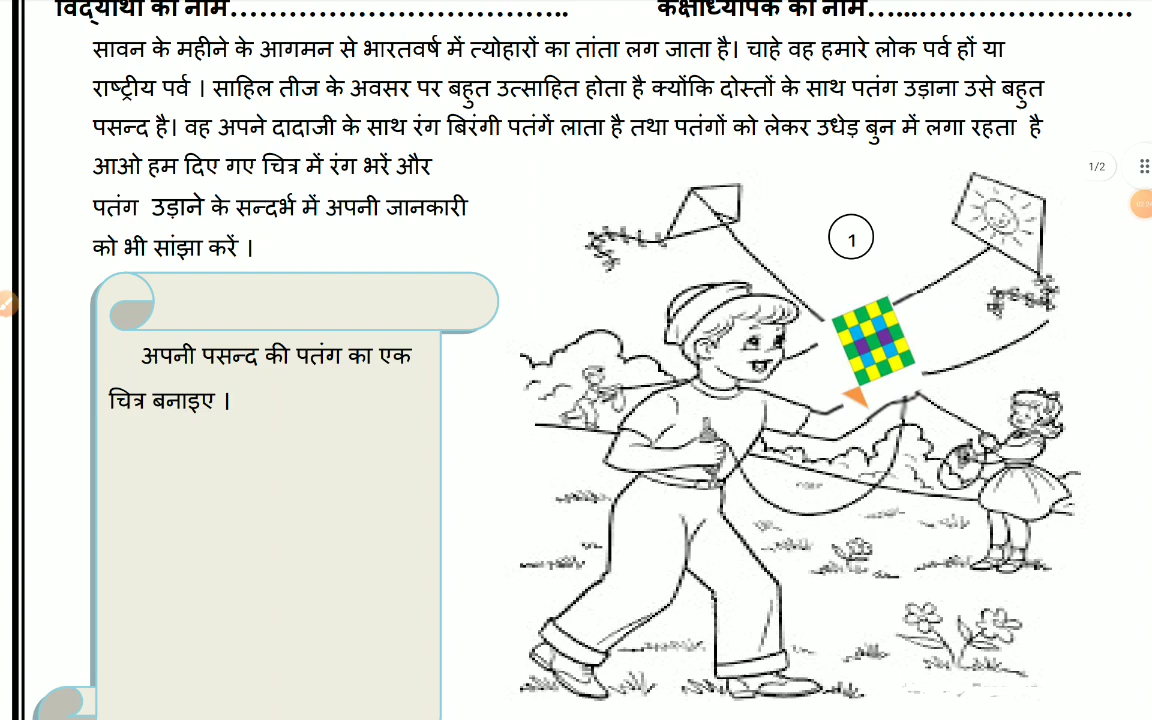 विद्यार्थी का नाम………………………………….. कक्षाध्यापक का नाम…....…………………….
सावन के महीने के आगमन से भारतवर्ष में त्योहारों का तांता लग जाता है। चाहे वह हमारे लोक पर्व हों या
राष्ट्रीय पर्व । साहिल तीज के अवसर पर बहुत उत्साहित होता है क्योंकि दोस्तों के साथ पतंग उड़ाना उसे बहुत
पसन्द है। वह अपने दादाजी के साथ रंग बिरंगी पतंगें लाता है तथा पतंगों को लेकर उधेड़ बुन में लगा रहता है
आओ हम दिए गए चित्र में रंग भरें और
पतंग उड़ाने के सन्दर्भ में अपनी जानकारी
को भी सांझा करें ।
1/2
1
अपनी पसन्द की पतंग का एक
चित्र बनाइए ।